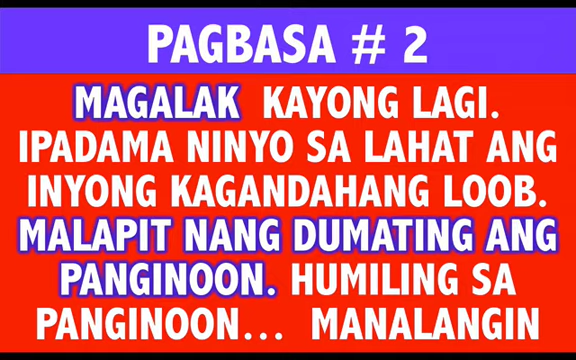 PAGBASA # 2
MAGALAK KAYONG LAGI.
IPADAMA NINYO SA LAHAT ANG
INYONG KAGANDAHANG LOOB.
MALAPIT NANG DUMATING ANG
PANGINOON. HUMILING SA
PANGINOON... MANALANGIN